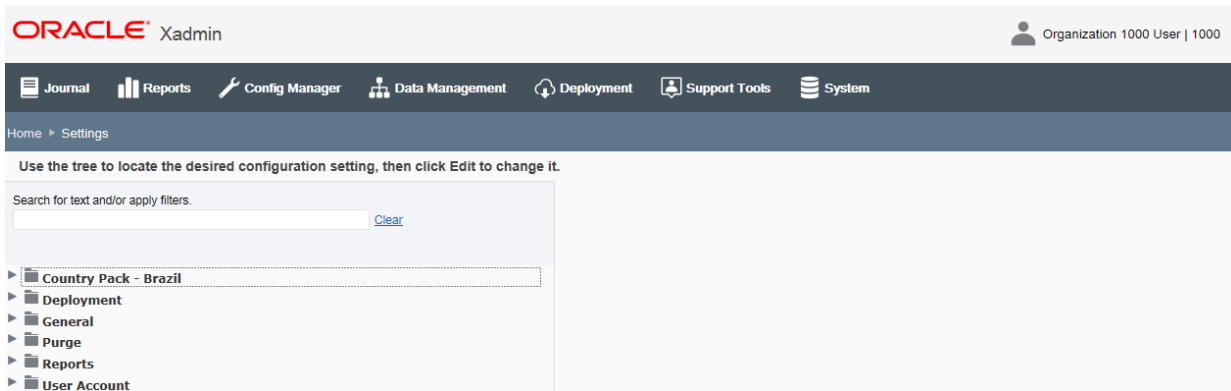 ORACLE Xadmin
Organization 1000 User | 1000
Journal Reports Config Manager Data Management Deployment Support Tools System
Home Settings
Use the tree to locate the desired configuration setting, then click Edit to change it.
Search for text and/or apply filters.
Clear
Country Pack - Brazil
Deployment
General
Purge
Reports
User Account